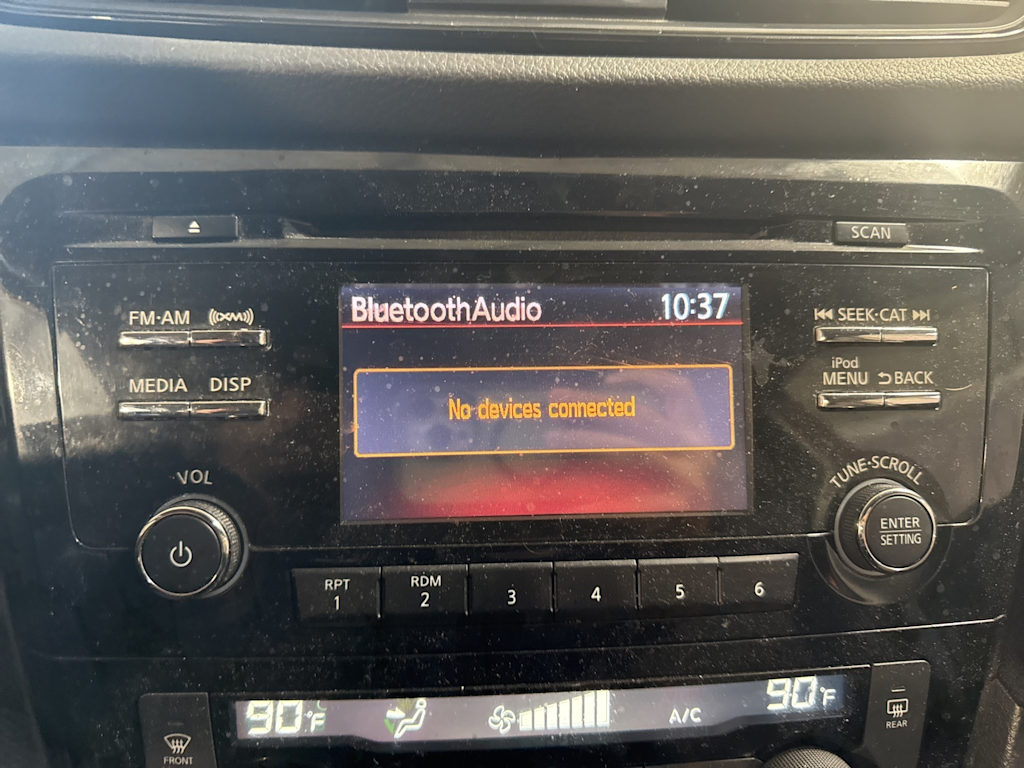 SCAN
FM·AM ((XM))
BluetoothAudio 10:37
SEEK·CAT
MEDIA DISP
iPod
MENU BACK
No devices connected
VOL
TUNE·SCROLL
ENTER
SETTING
RPT
1
RDM
2
3
4
5
6
90°F
A/C
90°F
FRONT
REAR